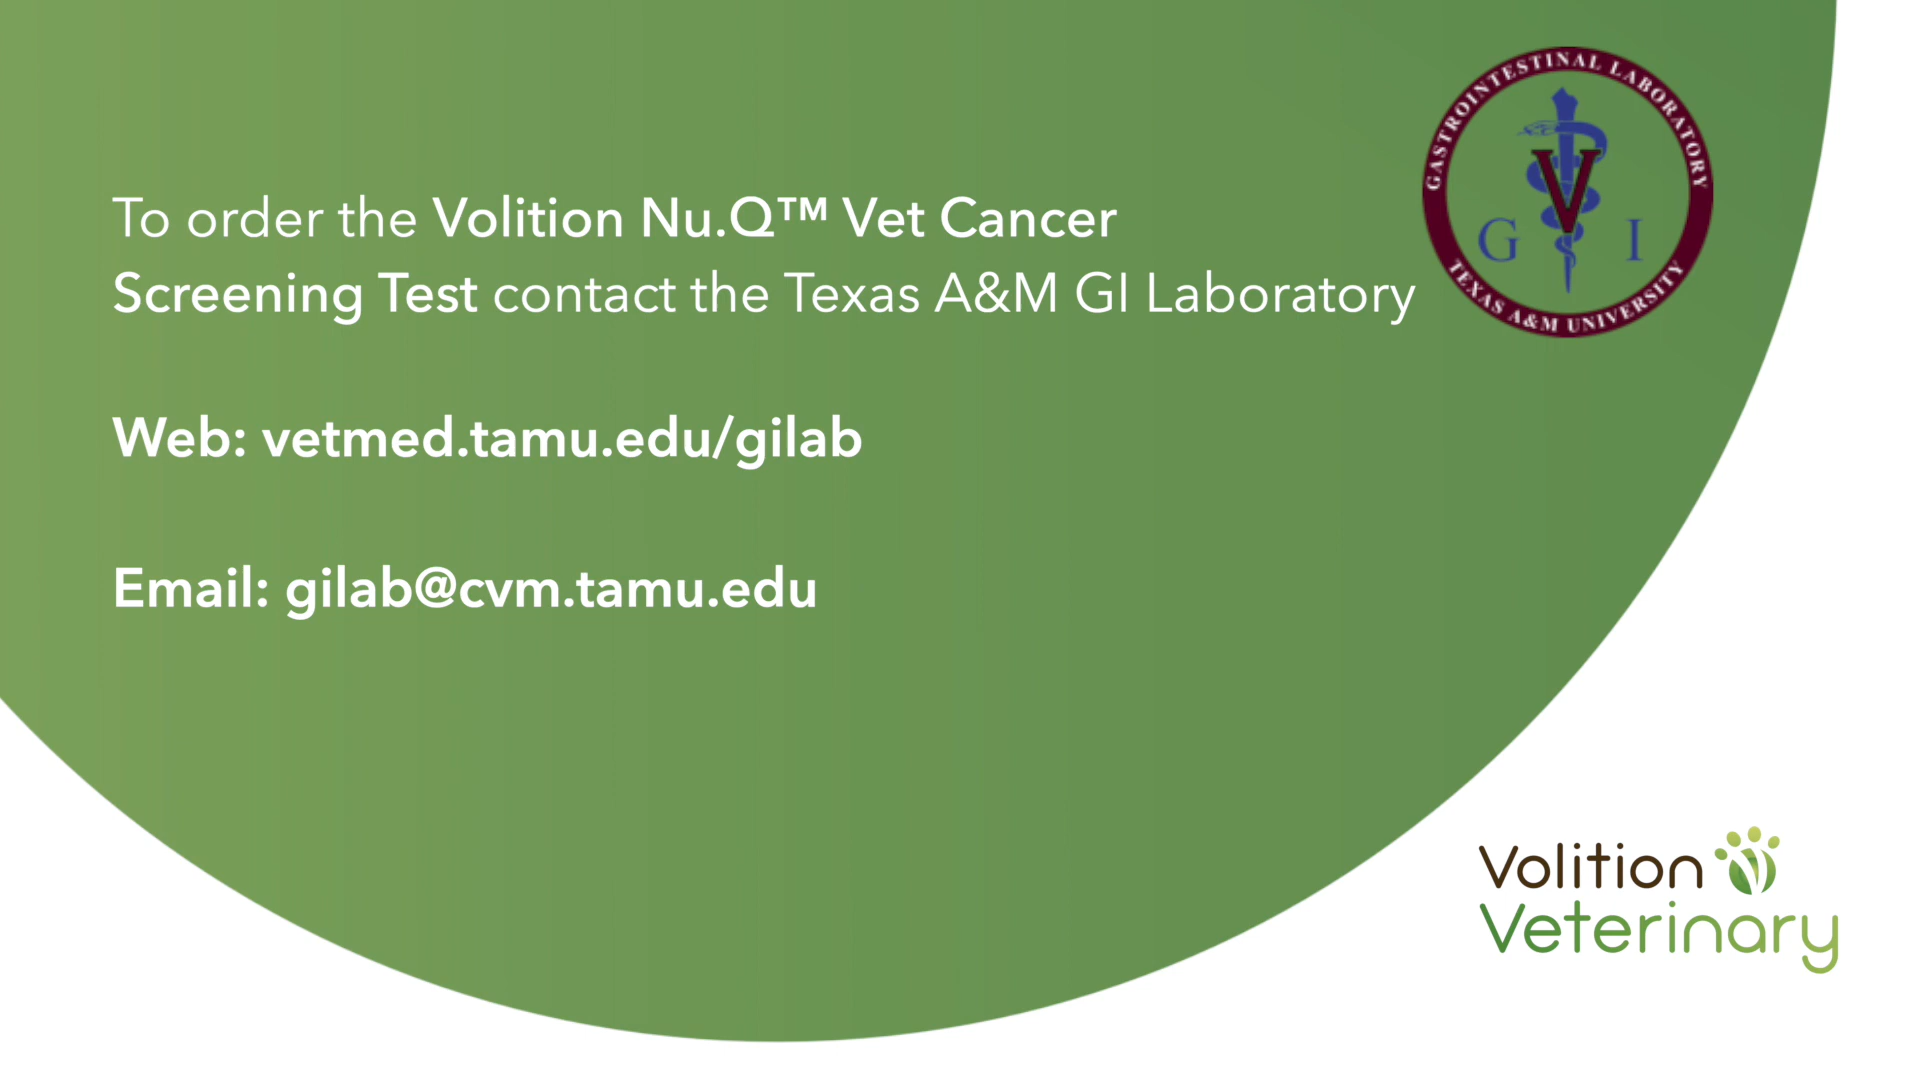 To order the Volition Nu.Q™ Vet Cancer
Screening Test contact the Texas A&M GI Laboratory
GASTROINTESTINAL LABORATORY
G V I
TEXAS A&M UNIVERSITY
Web: vetmed.tamu.edu/gilab
Email: gilab@cvm.tamu.edu
Volition
Veterinary